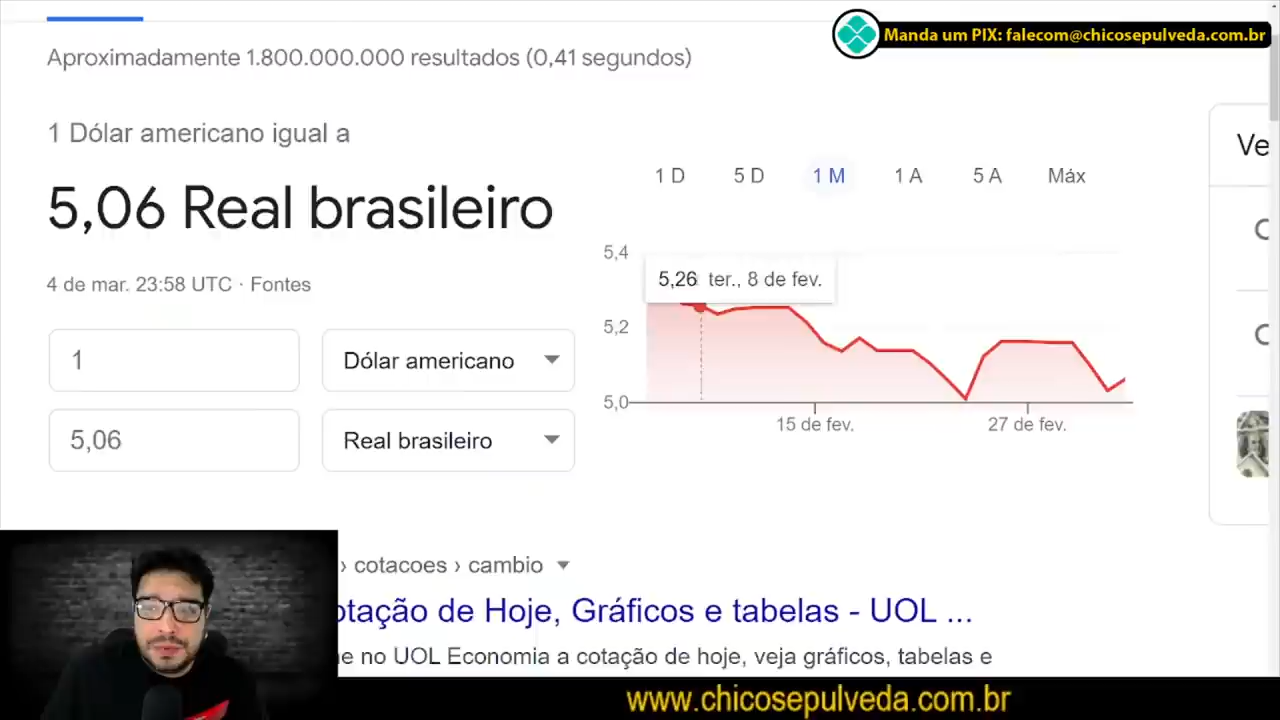 Manda um PIX: falecom@chicosepulveda.com.br
Aproximadamente 1.800.000.000 resultados (0,41 segundos)
1 Dólar americano igual a
5,06 Real brasileiro
4 de mar. 23:58 UTC · Fontes
1 Dólar americano
5,06 Real brasileiro
1 D 5 D 1 M 1 A 5 A Máx
5,4
5,26 ter., 8 de fev.
5,2
5,0
15 de fev. 27 de fev.
Ve
› cotacoes › cambio
otação de Hoje, Gráficos e tabelas - UOL ...
e no UOL Economia a cotação de hoje, veja gráficos, tabelas e
www.chicosepulveda.com.br